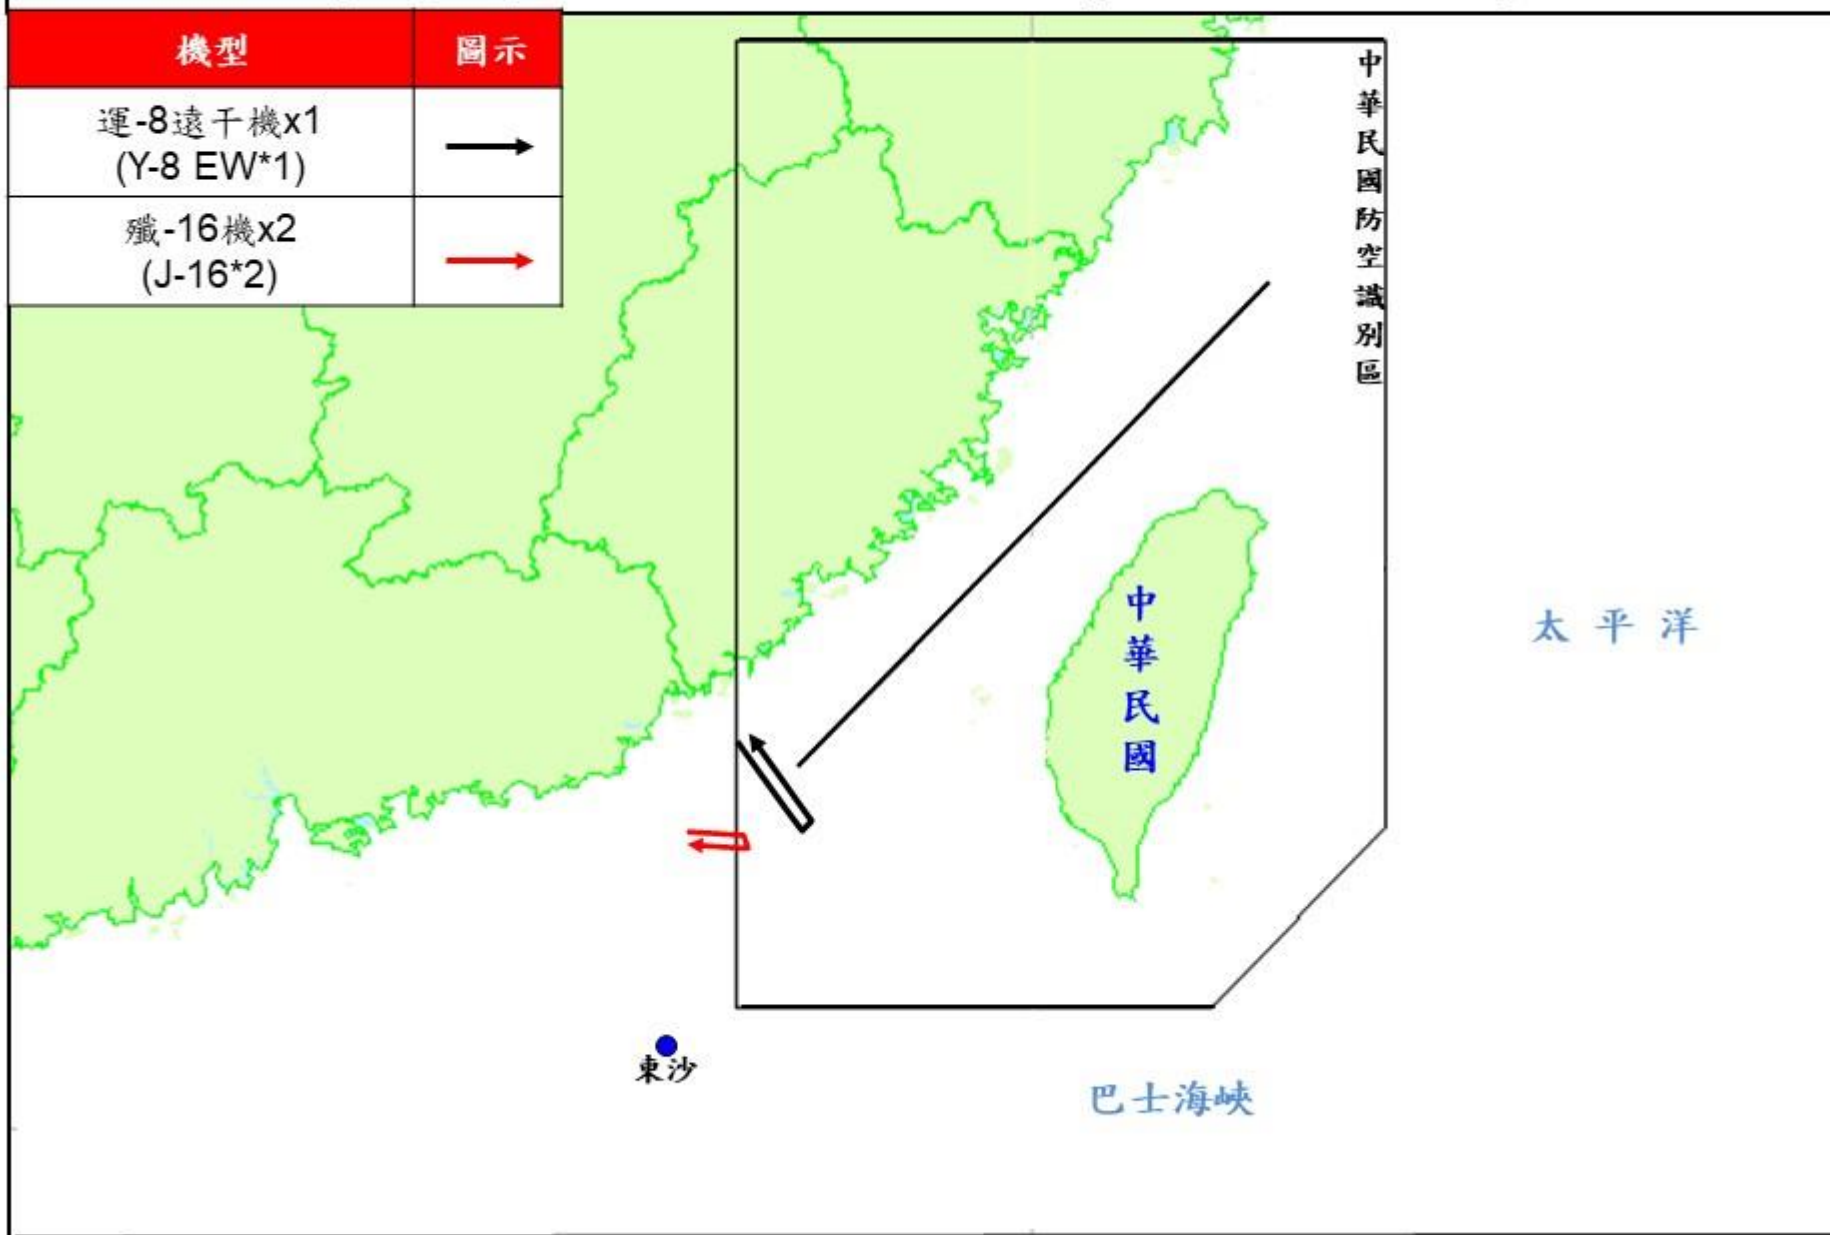 機型
圖示
運-8遠干機x1
(Y-8 EW*1)
殲-16機x2
(J-16*2)
中華民國防空識別區
中華民國
太平洋
東沙
巴士海峽